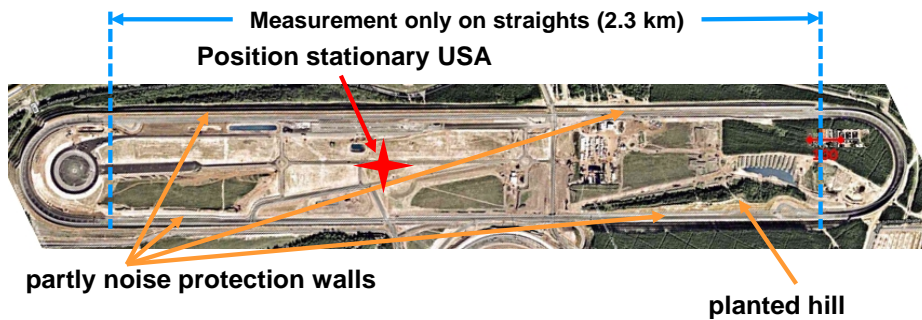 Measurement only on straights (2.3 km)
Position stationary USA
partly noise protection walls
planted hill